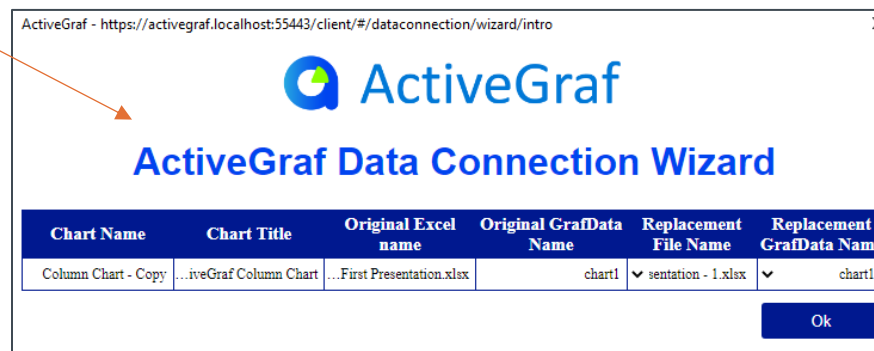 ActiveGraf - https://activegraf.localhost:55443/client/#/dataconnection/wizard/intro
ActiveGraf
ActiveGraf Data Connection Wizard
Chart Name Chart Title Original Excel name Original GrafData Name Replacement File Name Replacement GrafData Nam
Column Chart - Copy ...iveGraf Column Chart ...First Presentation.xlsx chart1 sentation - 1.xlsx chart1
Ok